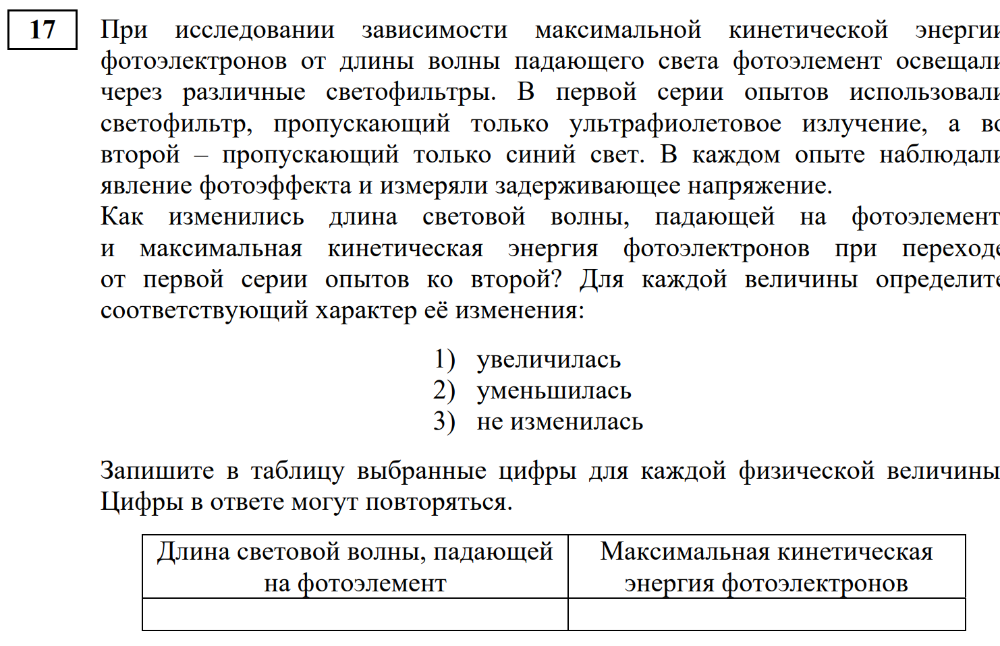 17
При исследовании зависимости максимальной кинетической энергии
фотоэлектронов от длины волны падающего света фотоэлемент освещали
через различные светофильтры. В первой серии опытов использовали
светофильтр, пропускающий только ультрафиолетовое излучение, а во
второй – пропускающий только синий свет. В каждом опыте наблюдали
явление фотоэффекта и измеряли задерживающее напряжение.
Как изменились длина световой волны, падающей на фотоэлемент
и максимальная кинетическая энергия фотоэлектронов при переходе
от первой серии опытов ко второй? Для каждой величины определите
соответствующий характер её изменения:
1) увеличилась
2) уменьшилась
3) не изменилась
Запишите в таблицу выбранные цифры для каждой физической величины
Цифры в ответе могут повторяться.
Длина световой волны, падающей
на фотоэлемент
Максимальная кинетическая
энергия фотоэлектронов